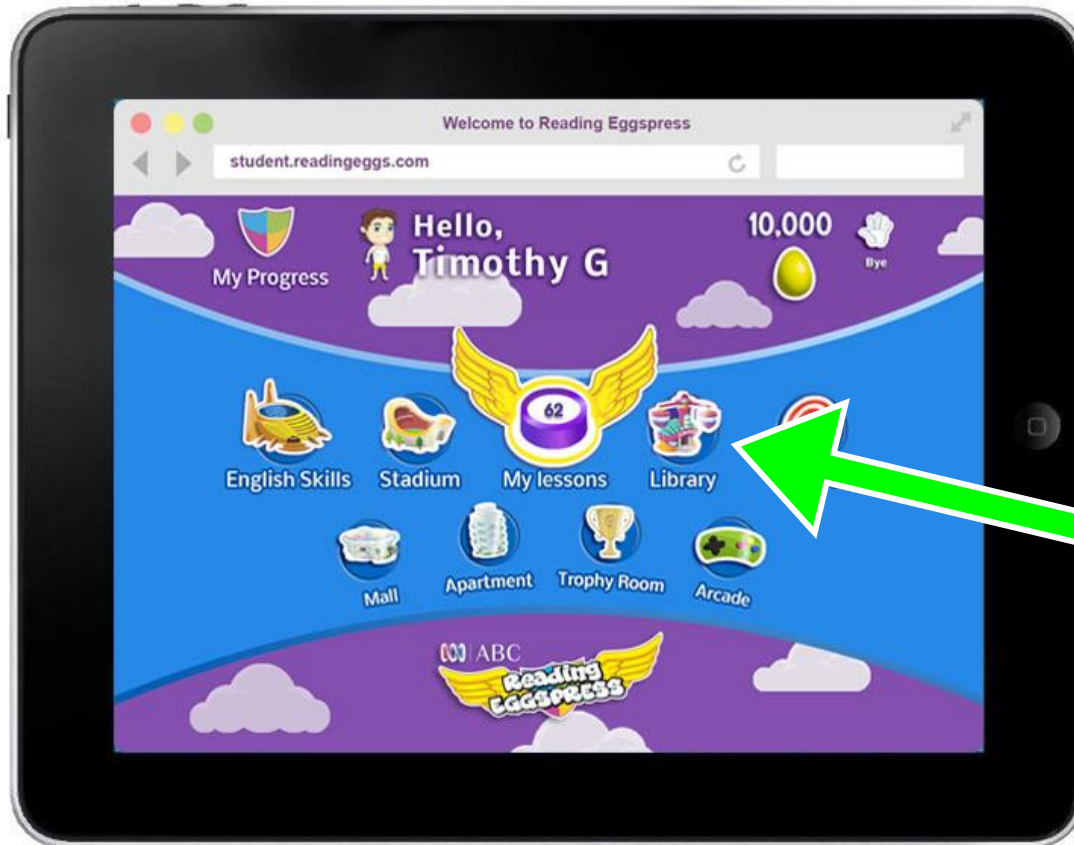 Welcome to Reading Eggspress
student.readingeggs.com
My Progress
Hello,
Timothy G
10,000
Bye
62
English Skills
Stadium
My lessons
Library
Mall
Apartment
Trophy Room
Arcade
ABC
Reading
EGGSPRESS